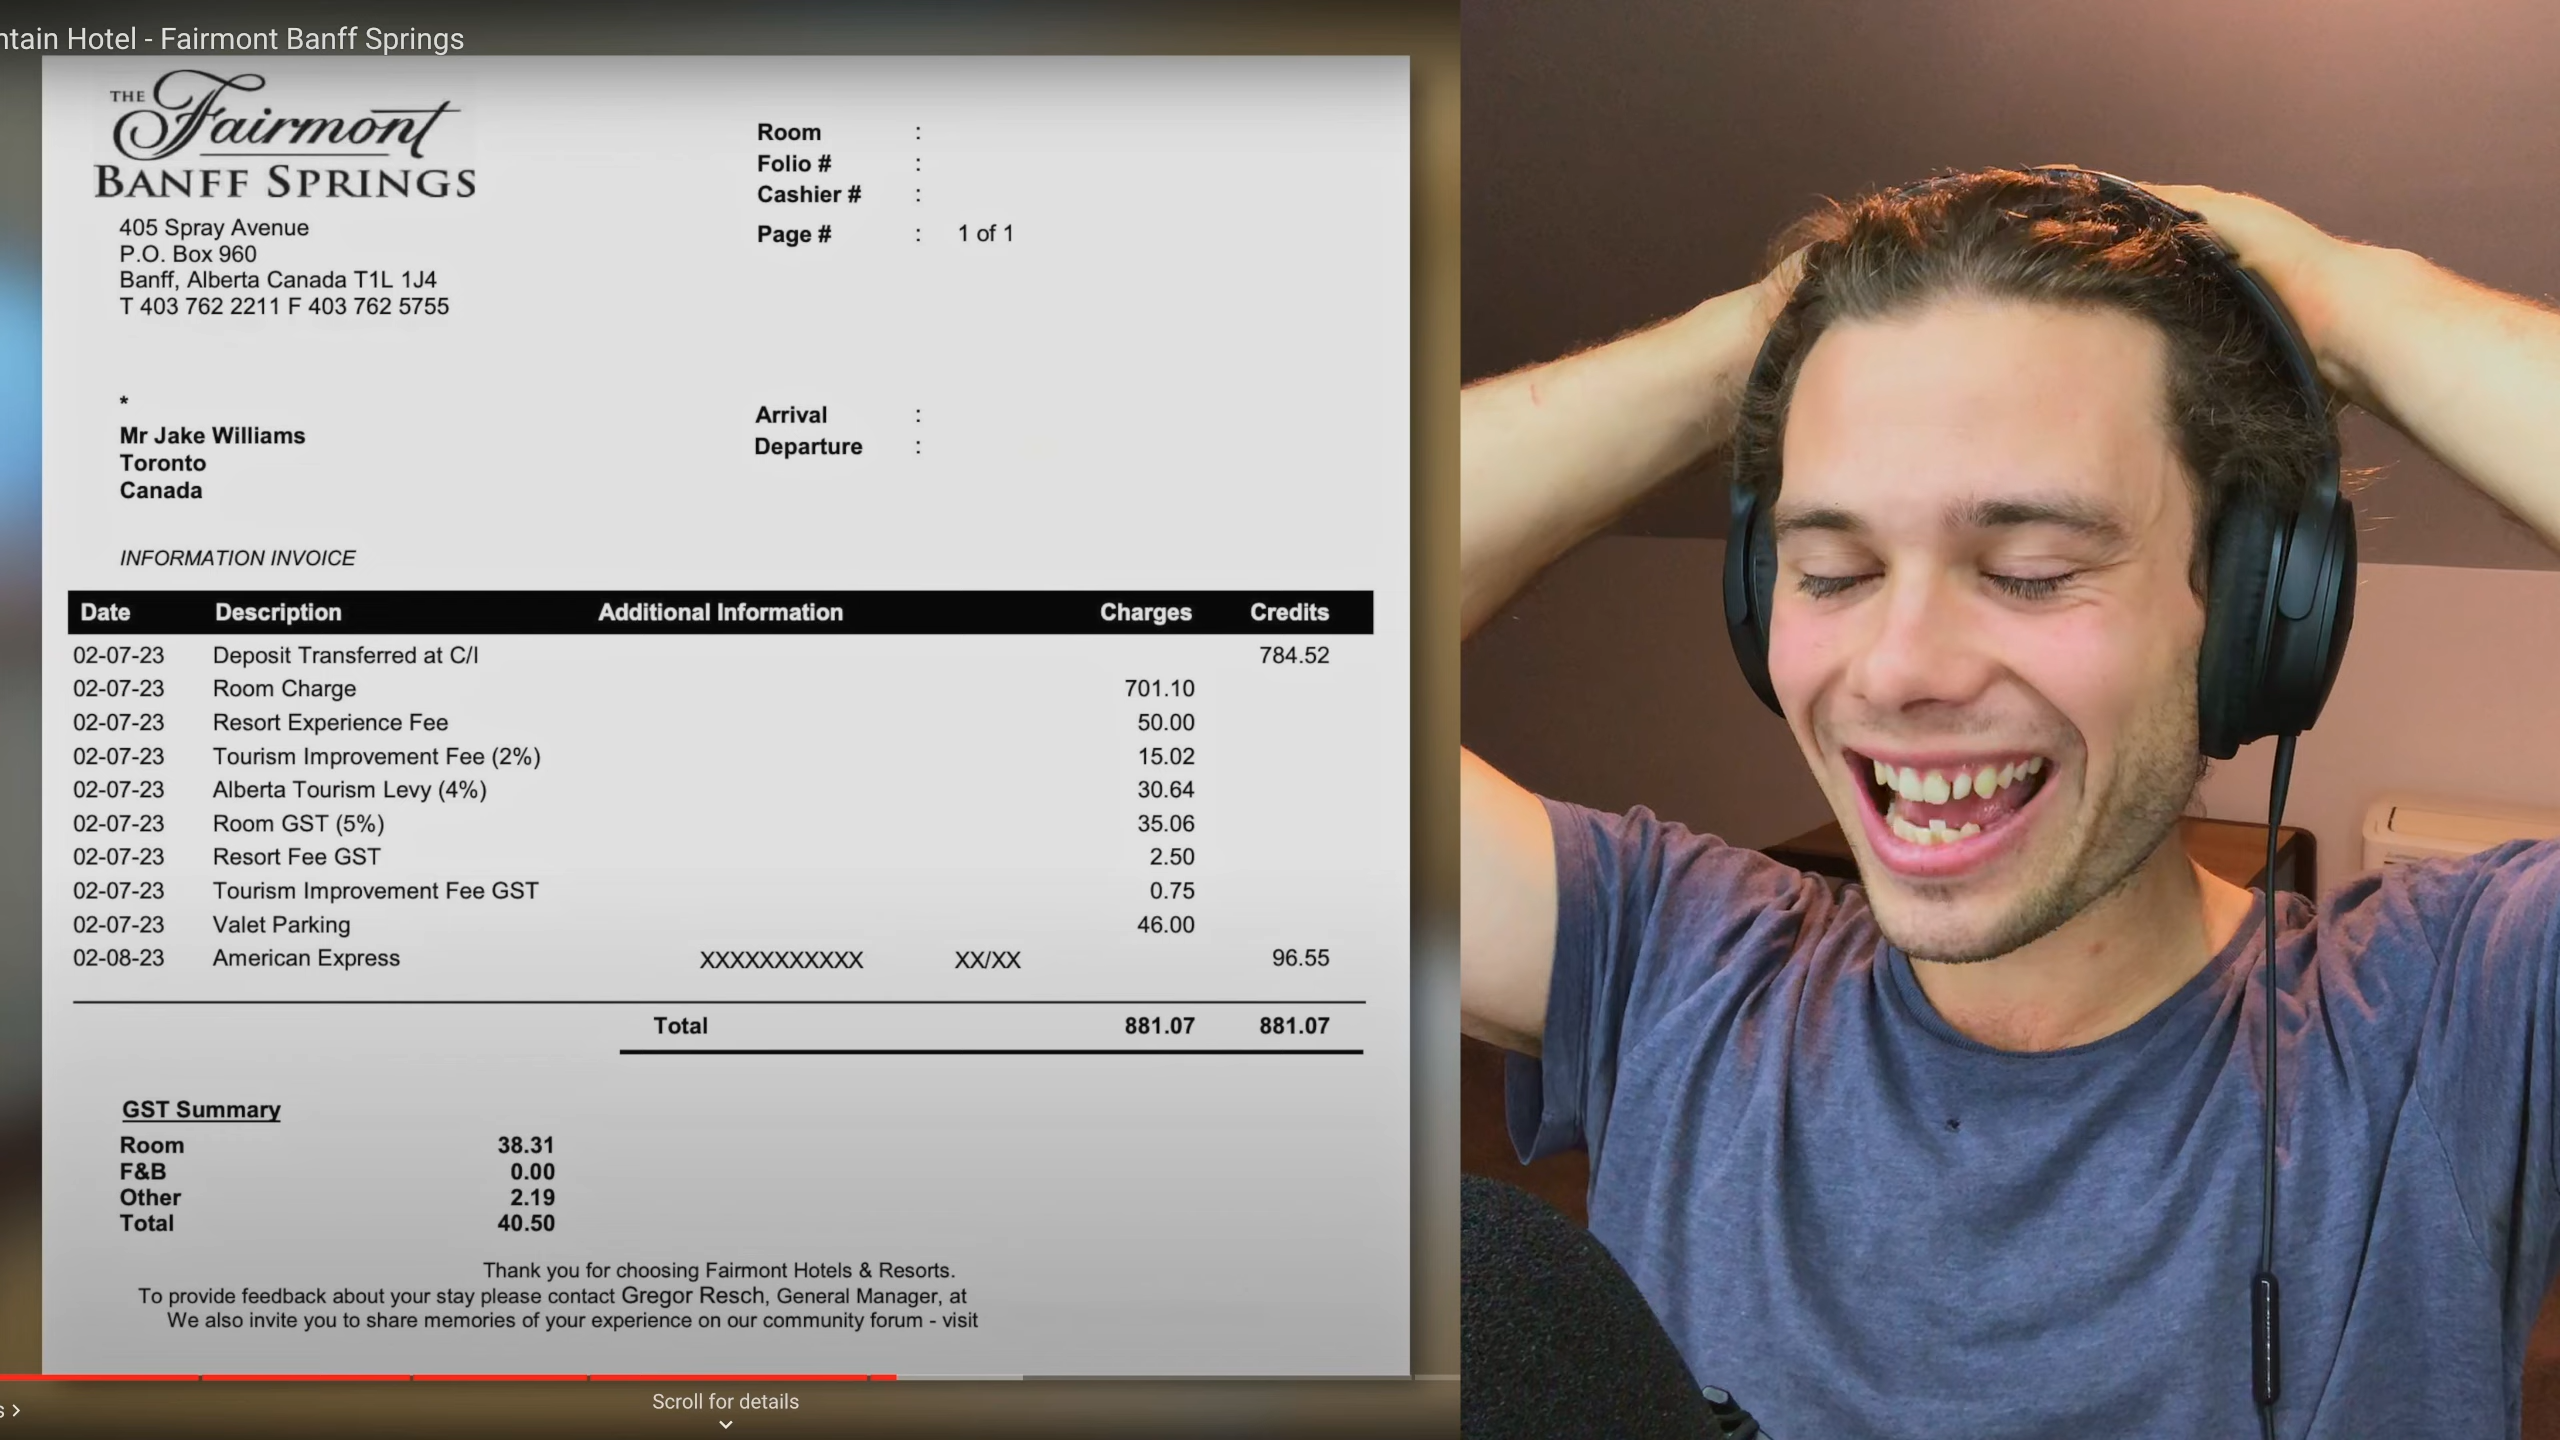 ntain Hotel - Fairmont Banff Springs
THE Fairmont
BANFF SPRINGS
405 Spray Avenue
P.O. Box 960
Banff, Alberta Canada T1L 1J4
T 403 762 2211 F 403 762 5755
Room :
Folio # :
Cashier # :
Page # : 1 of 1
*
Mr Jake Williams
Toronto
Canada
Arrival :
Departure :
INFORMATION INVOICE
Date Description Additional Information Charges Credits
02-07-23 Deposit Transferred at C/I 784.52
02-07-23 Room Charge 701.10
02-07-23 Resort Experience Fee 50.00
02-07-23 Tourism Improvement Fee (2%) 15.02
02-07-23 Alberta Tourism Levy (4%) 30.64
02-07-23 Room GST (5%) 35.06
02-07-23 Resort Fee GST 2.50
02-07-23 Tourism Improvement Fee GST 0.75
02-07-23 Valet Parking 46.00
02-08-23 American Express XXXXXXXXXXX XX/XX 96.55
Total 881.07 881.07
GST Summary
Room 38.31
F&B 0.00
Other 2.19
Total 40.50
Thank you for choosing Fairmont Hotels & Resorts.
To provide feedback about your stay please contact Gregor Resch, General Manager, at
We also invite you to share memories of your experience on our community forum - visit
s >
Scroll for details